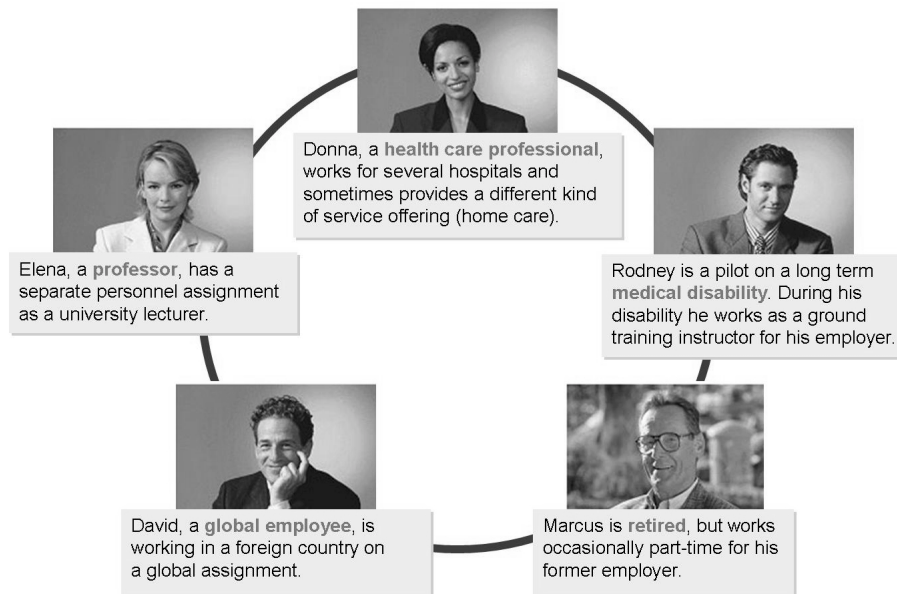 Donna, a health care professional,
works for several hospitals and
sometimes provides a different kind
of service offering (home care).
Elena, a professor, has a
separate personnel assignment
as a university lecturer.
Rodney is a pilot on a long term
medical disability. During his
disability he works as a ground
training instructor for his employer.
David, a global employee, is
working in a foreign country on
a global assignment.
Marcus is retired, but works
occasionally part-time for his
former employer.